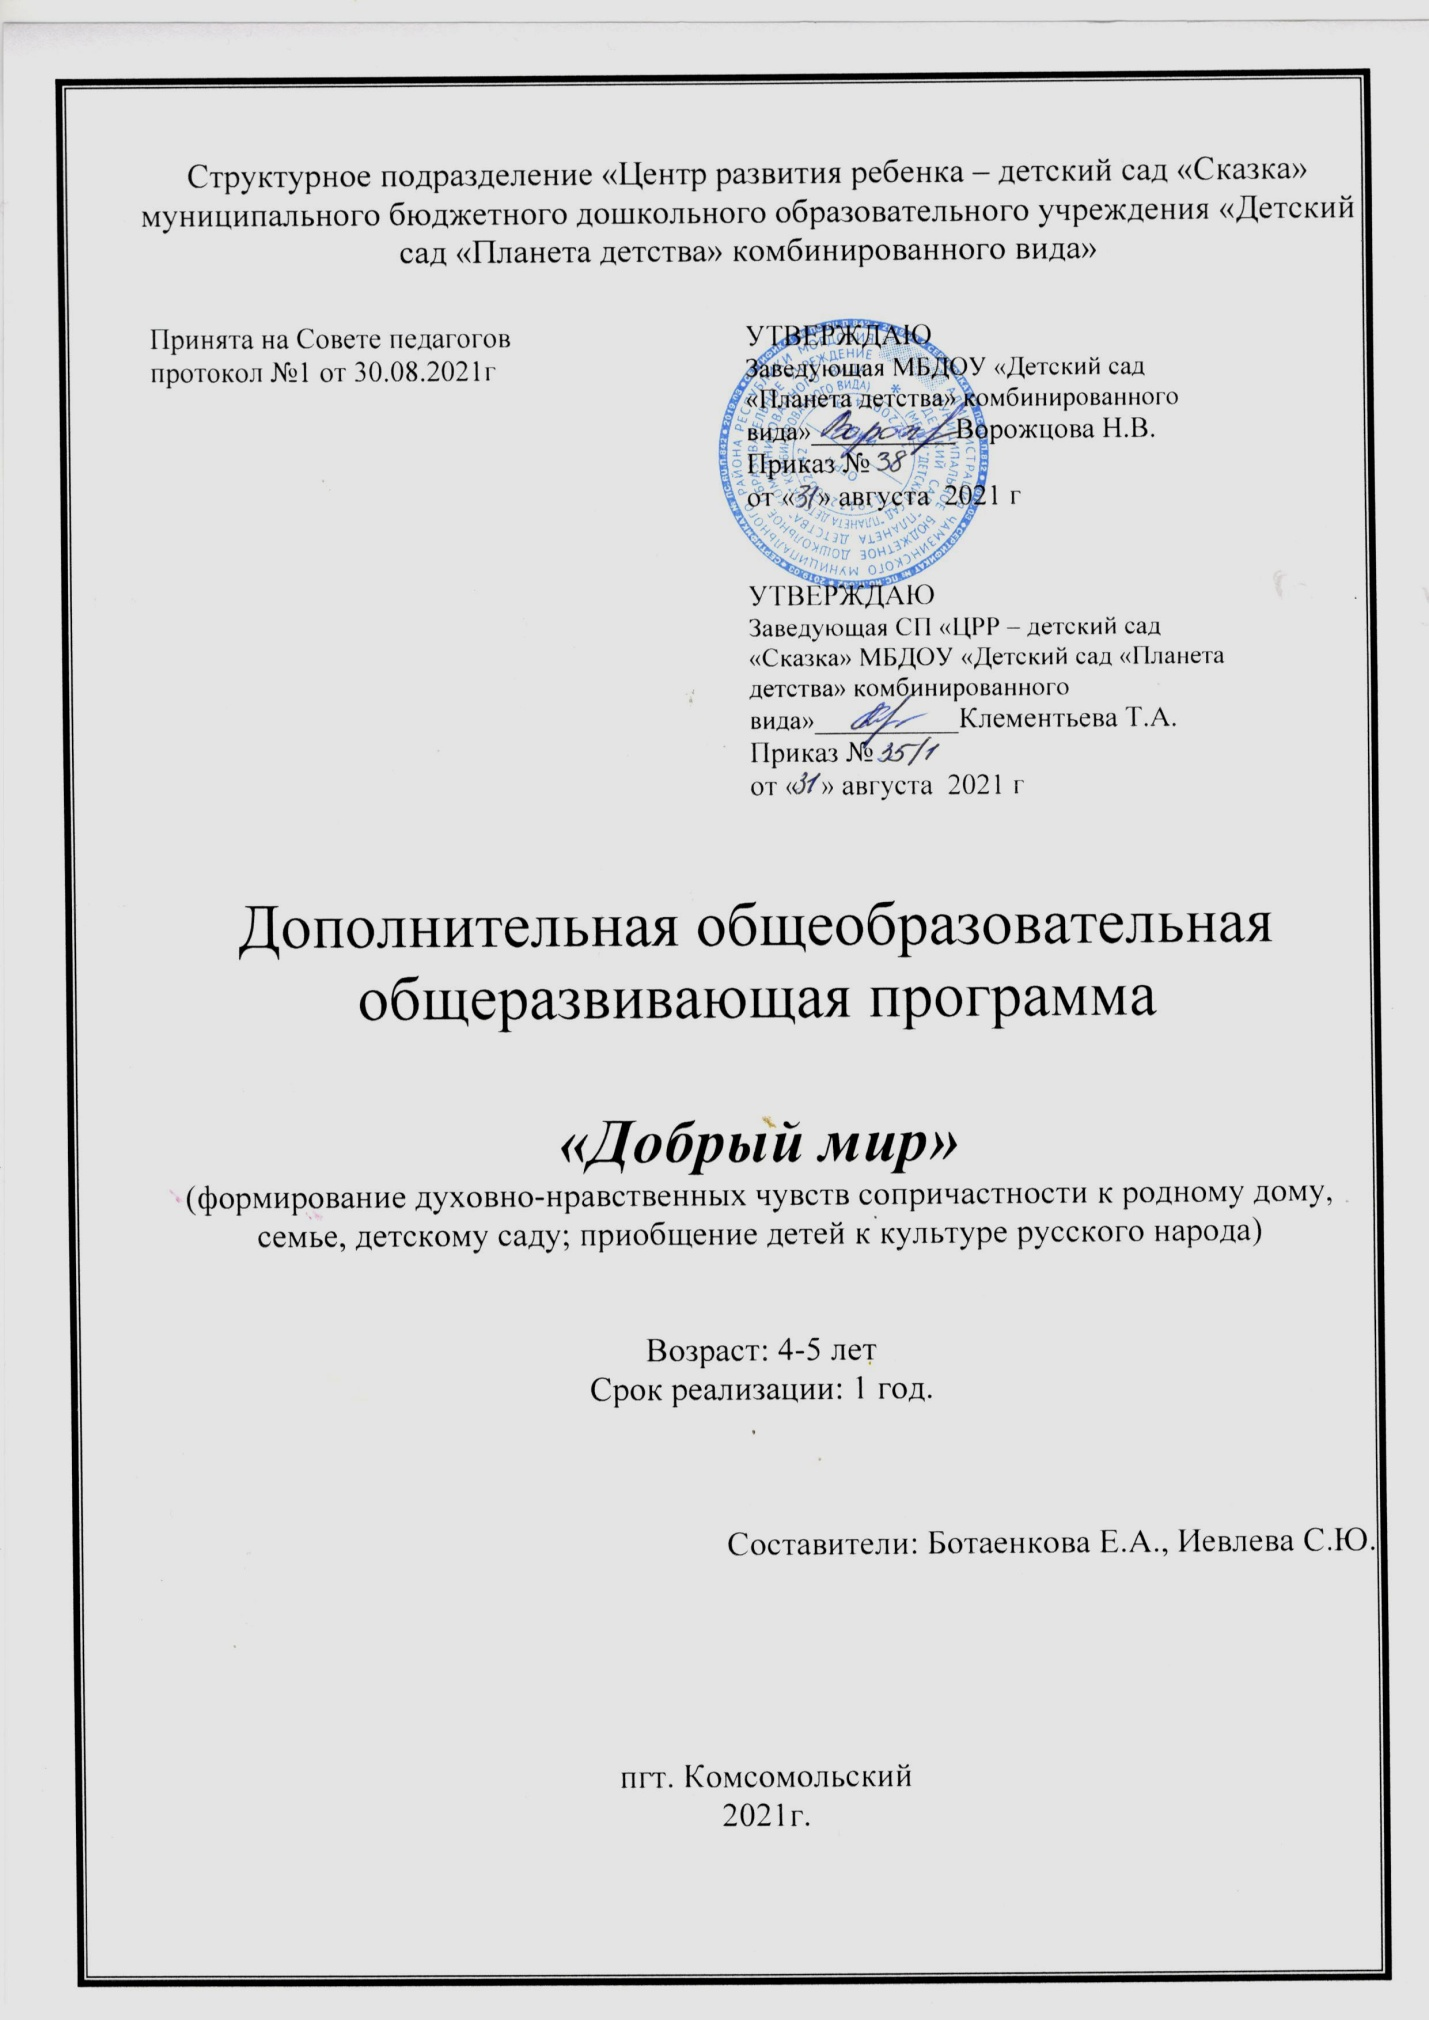 Структурное подразделение «Центр развития ребенка – детский сад «Сказка»
муниципального бюджетного дошкольного образовательного учреждения «Детский
сад «Планета детства» комбинированного вида»
Принята на Совете педагогов
протокол №1 от 30.08.2021г
УТВЕРЖДАЮ
Заведующая МБДОУ «Детский сад
«Планета детства» комбинированного
вида»__________Ворожцова Н.В.
Приказ № 38
от «31» августа 2021 г
УТВЕРЖДАЮ
Заведующая СП «ЦРР – детский сад
«Сказка» МБДОУ «Детский сад «Планета
детства» комбинированного
вида»__________Клементьева Т.А.
Приказ № 35/1
от «31» августа 2021 г
Дополнительная общеобразовательная
общеразвивающая программа
«Добрый мир»
(формирование духовно-нравственных чувств сопричастности к родному дому,
семье, детскому саду; приобщение детей к культуре русского народа)
Возраст: 4-5 лет
Срок реализации: 1 год.
Составители: Ботаенкова Е.А., Иевлева С.Ю.
пгт. Комсомольский
2021г.